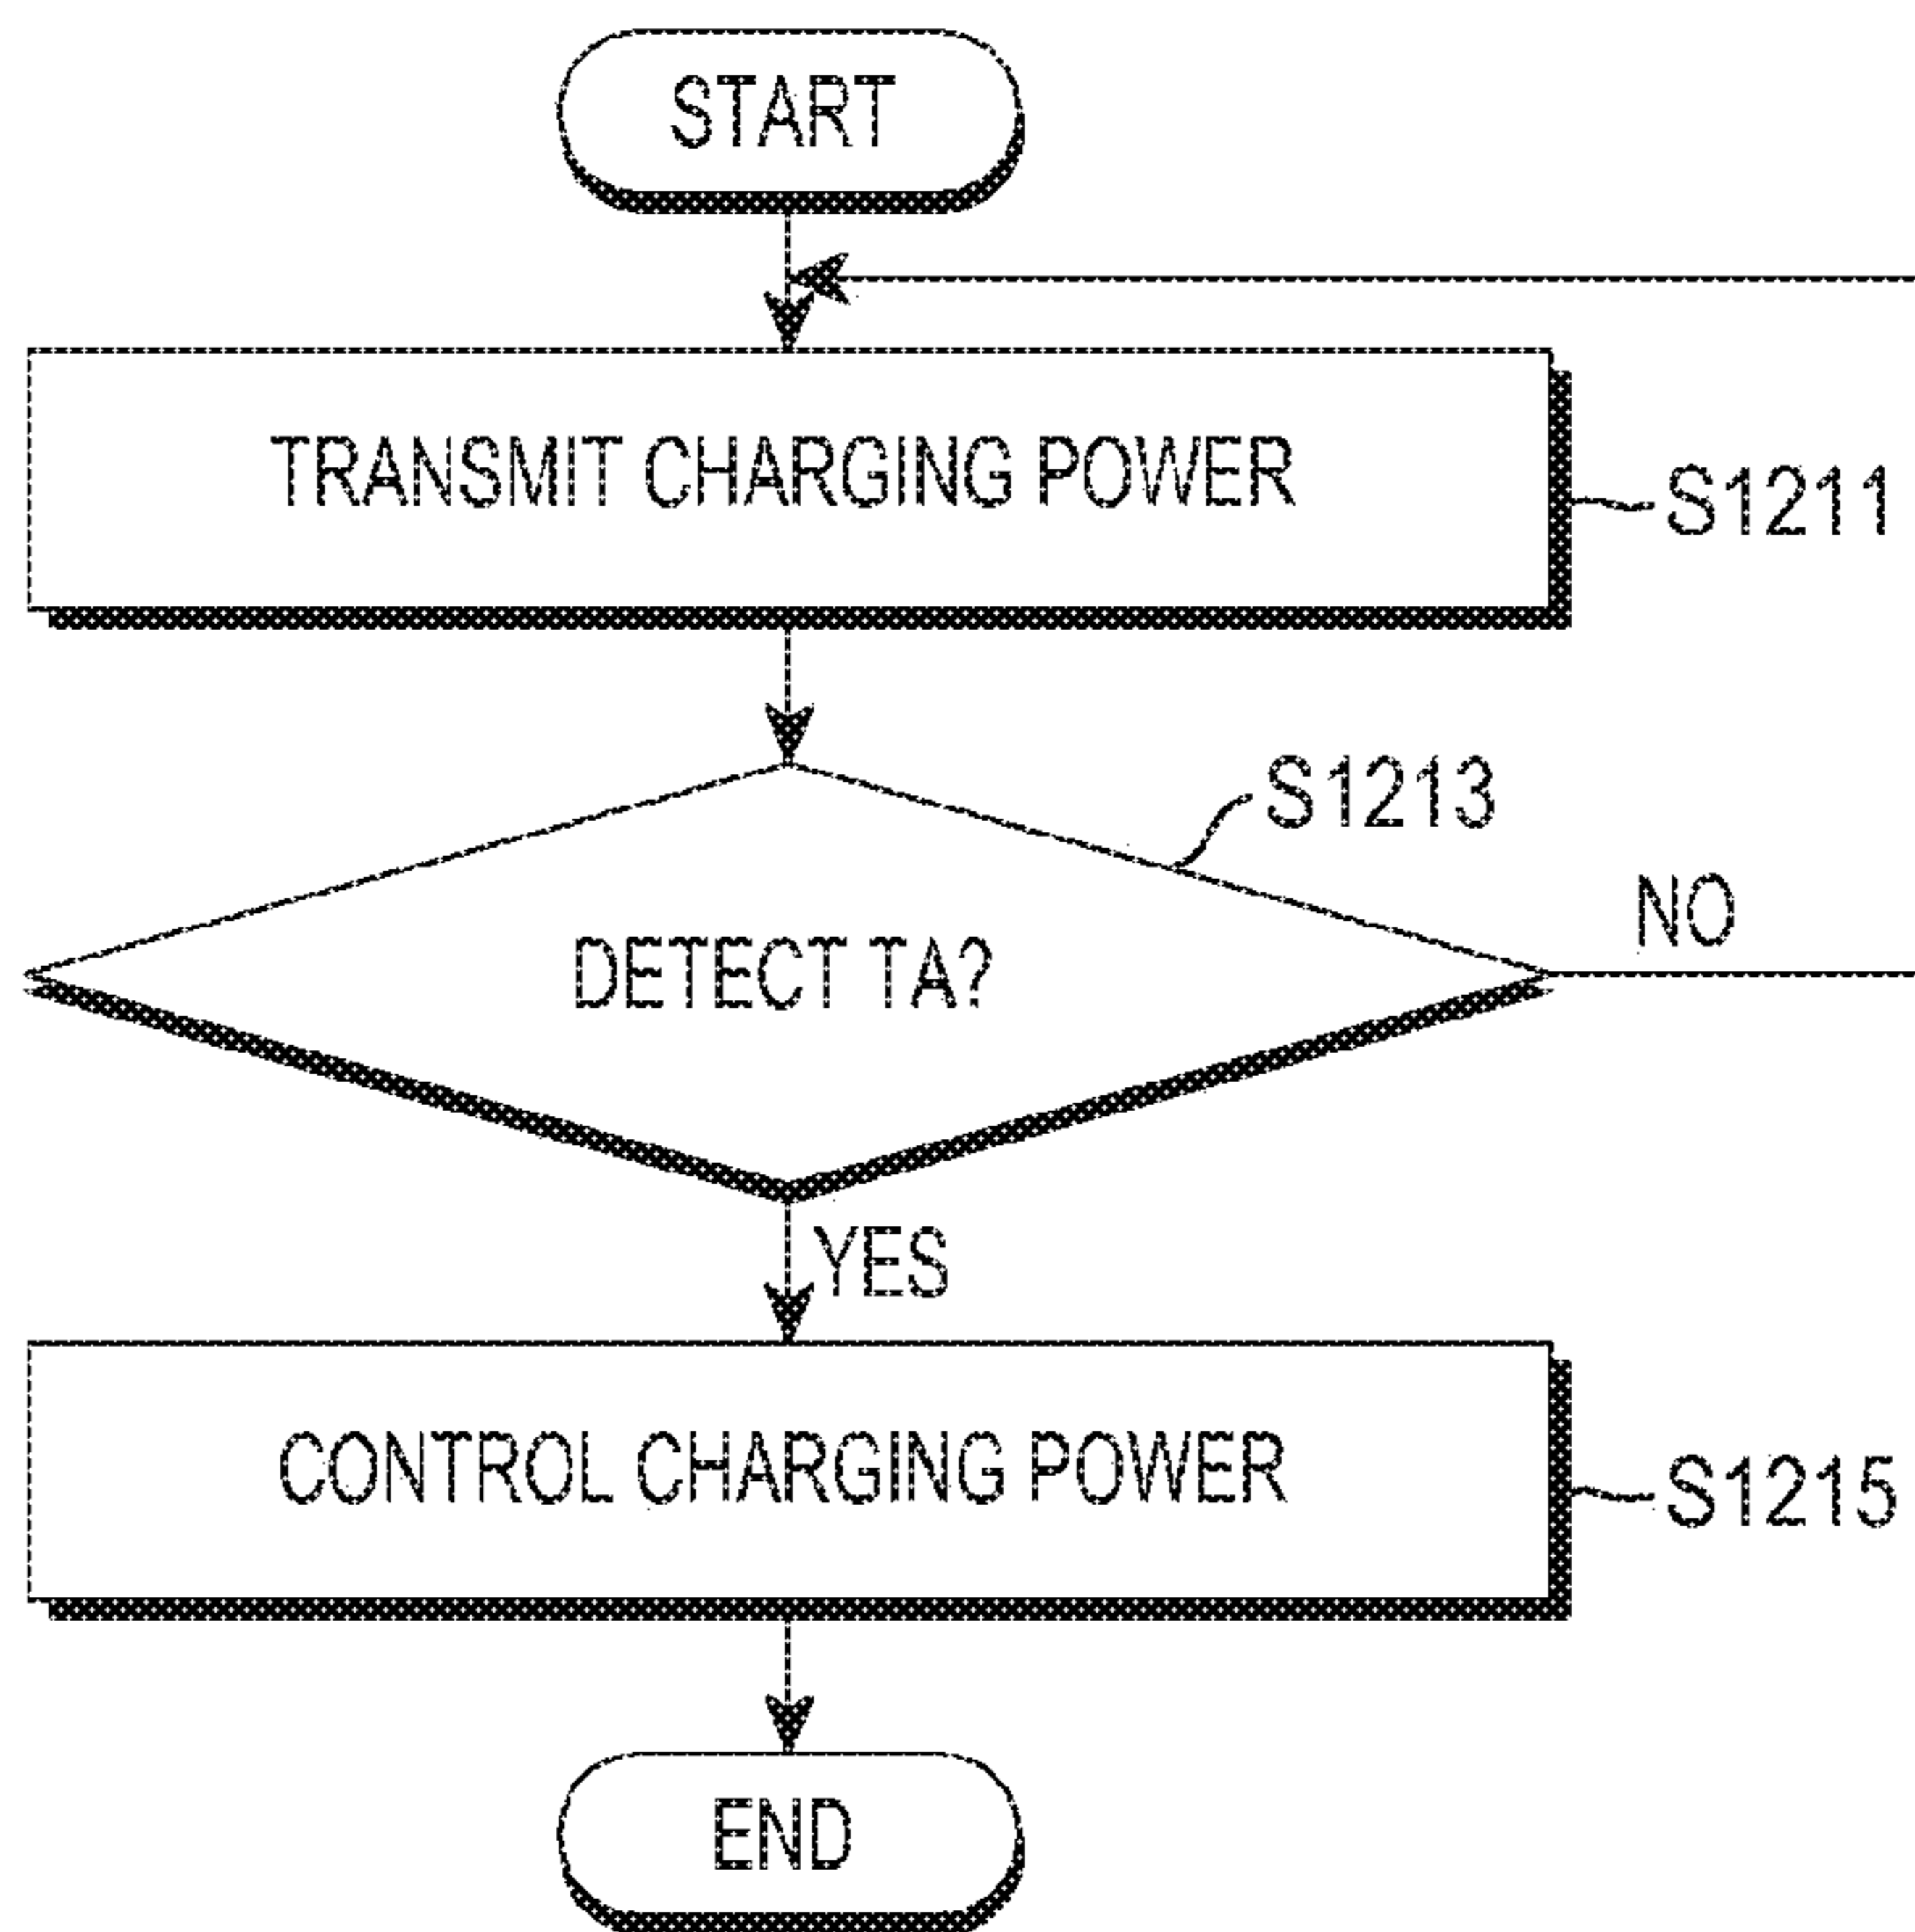 START
TRANSMIT CHARGING POWER
S1211
S1213
DETECT TA?
NO
YES
CONTROL CHARGING POWER
S1215
END